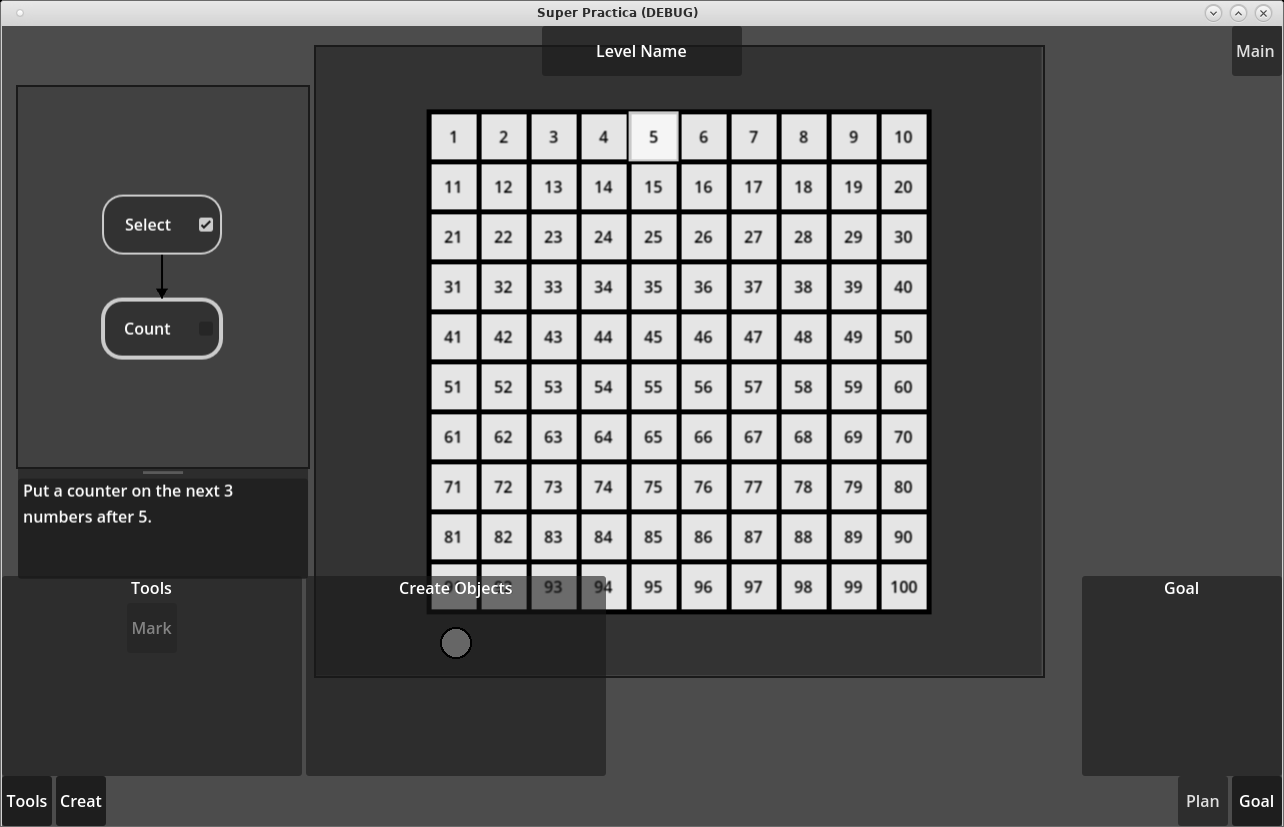 Super Practica (DEBUG)
Level Name
Main
1 2 3 4 5 6 7 8 9 10
11 12 13 14 15 16 17 18 19 20
21 22 23 24 25 26 27 28 29 30
31 32 33 34 35 36 37 38 39 40
41 42 43 44 45 46 47 48 49 50
51 52 53 54 55 56 57 58 59 60
61 62 63 64 65 66 67 68 69 70
71 72 73 74 75 76 77 78 79 80
81 82 83 84 85 86 87 88 89 90
91 92 93 94 95 96 97 98 99 100
Select
Count
Put a counter on the next 3
numbers after 5.
Tools
Mark
Create Objects
Goal
Tools Creat
Plan Goal